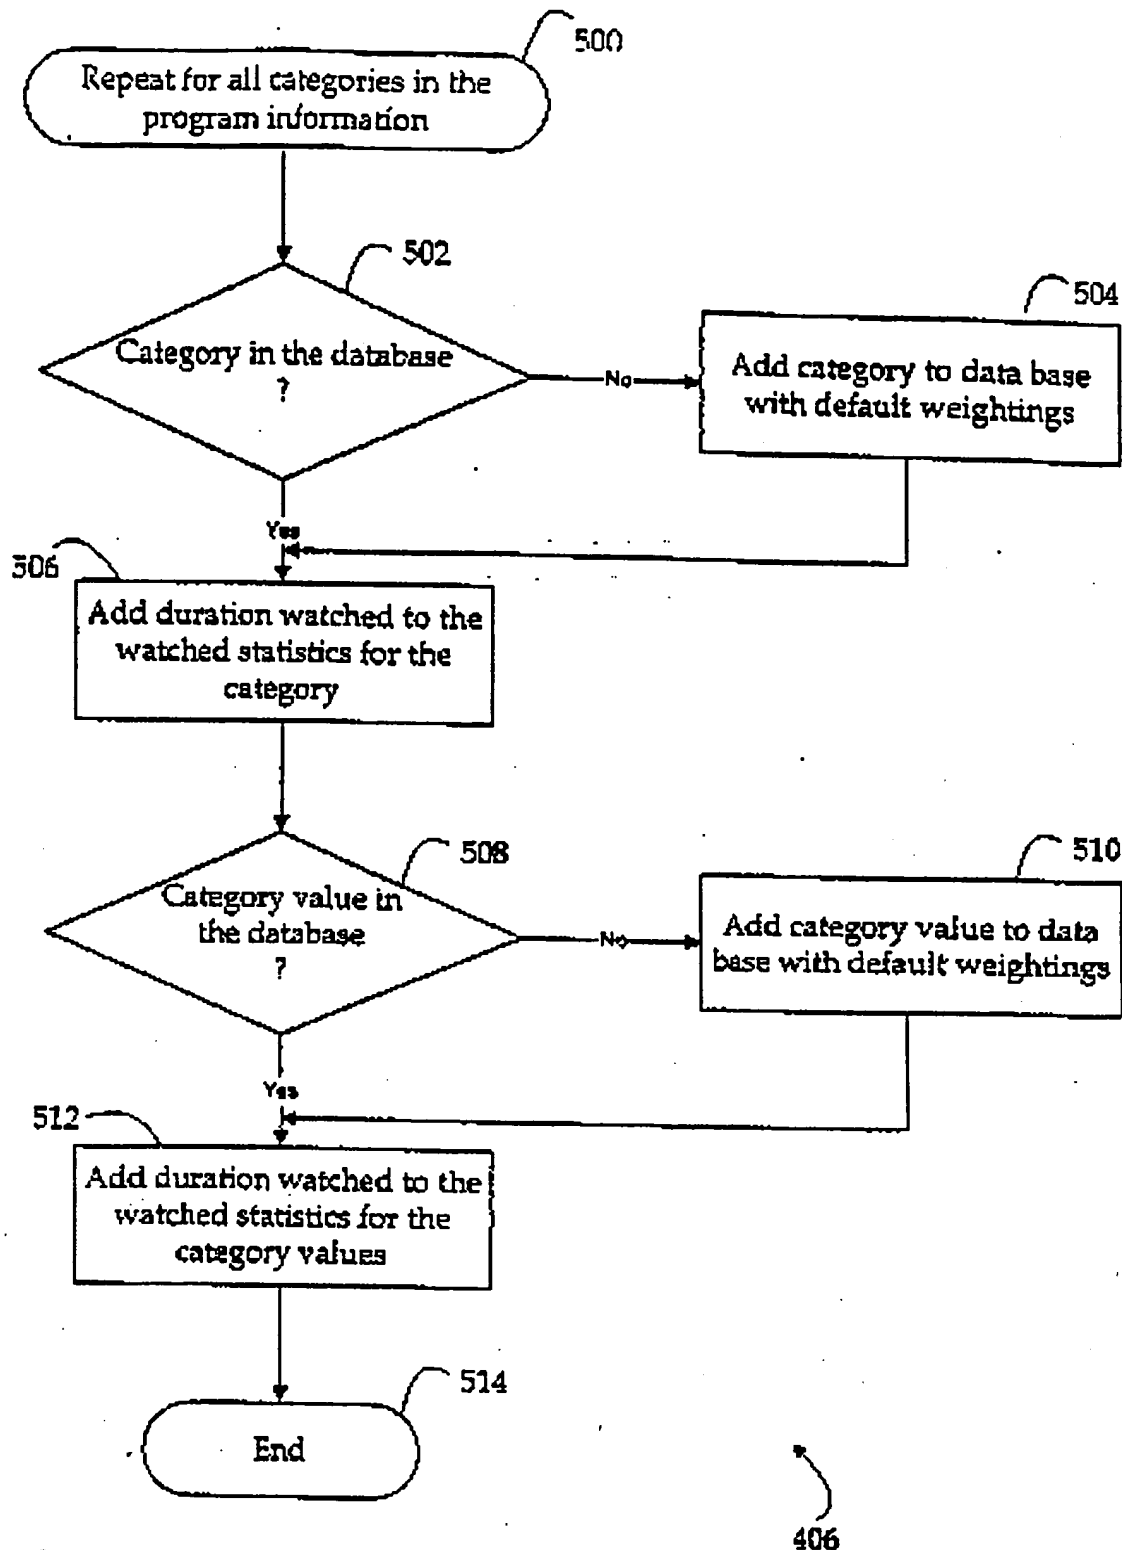 500
Repeat for all categories in the
program information
502
Category in the database
?
No
504
Add category to data base
with default weightings
Yes
506
Add duration watched to the
watched statistics for the
category
508
Category value in
the database
?
No
510
Add category value to data
base with default weightings
Yes
512
Add duration watched to the
watched statistics for the
category values
514
End
406